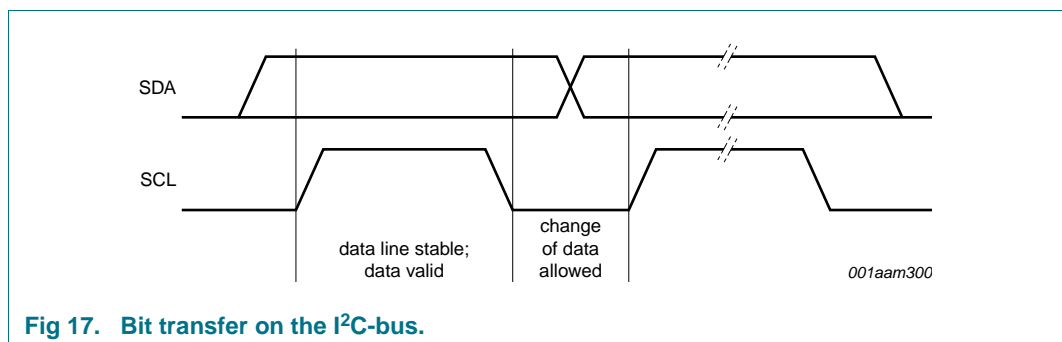 SDA
SCL
data line stable;
data valid
change
of data
allowed
001aam300
Fig 17. Bit transfer on the I²C-bus.